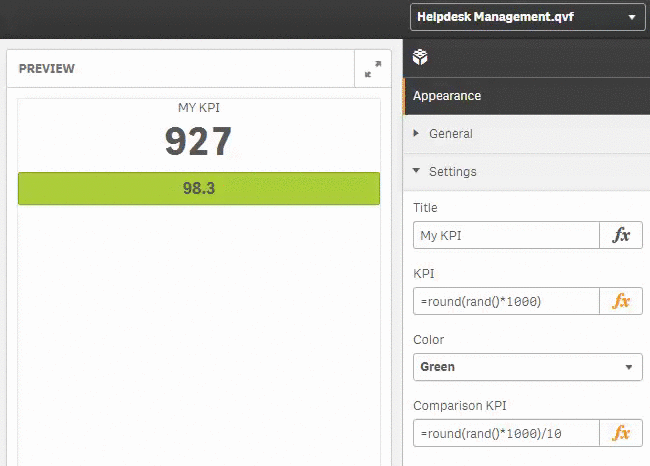 Helpdesk Management.qvf
PREVIEW
MY KPI
927
98.3
Appearance
General
Settings
Title
My KPI
fx
KPI
=round(rand()*1000)
fx
Color
Green
Comparison KPI
=round(rand()*1000)/10
fx